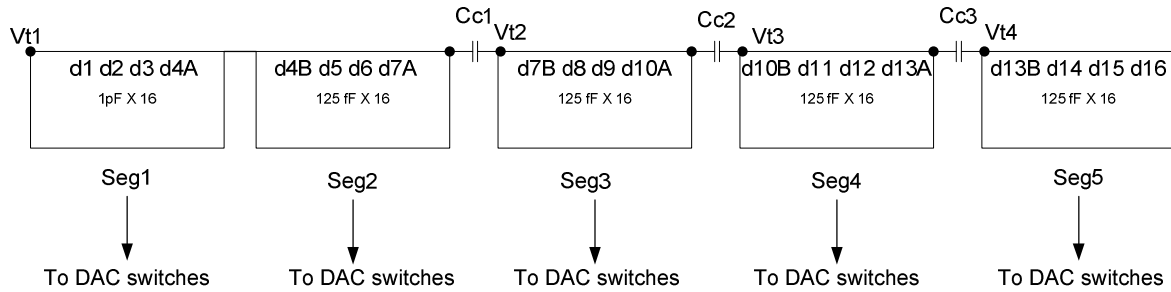 Cc1 Cc2 Cc3
Vt1 Vt2 Vt3 Vt4
d1 d2 d3 d4A d4B d5 d6 d7A d7B d8 d9 d10A d10B d11 d12 d13A d13B d14 d15 d16
1pF X 16 125 fF X 16 125 fF X 16 125 fF X 16 125 fF X 16
Seg1 Seg2 Seg3 Seg4 Seg5
To DAC switches To DAC switches To DAC switches To DAC switches To DAC switches